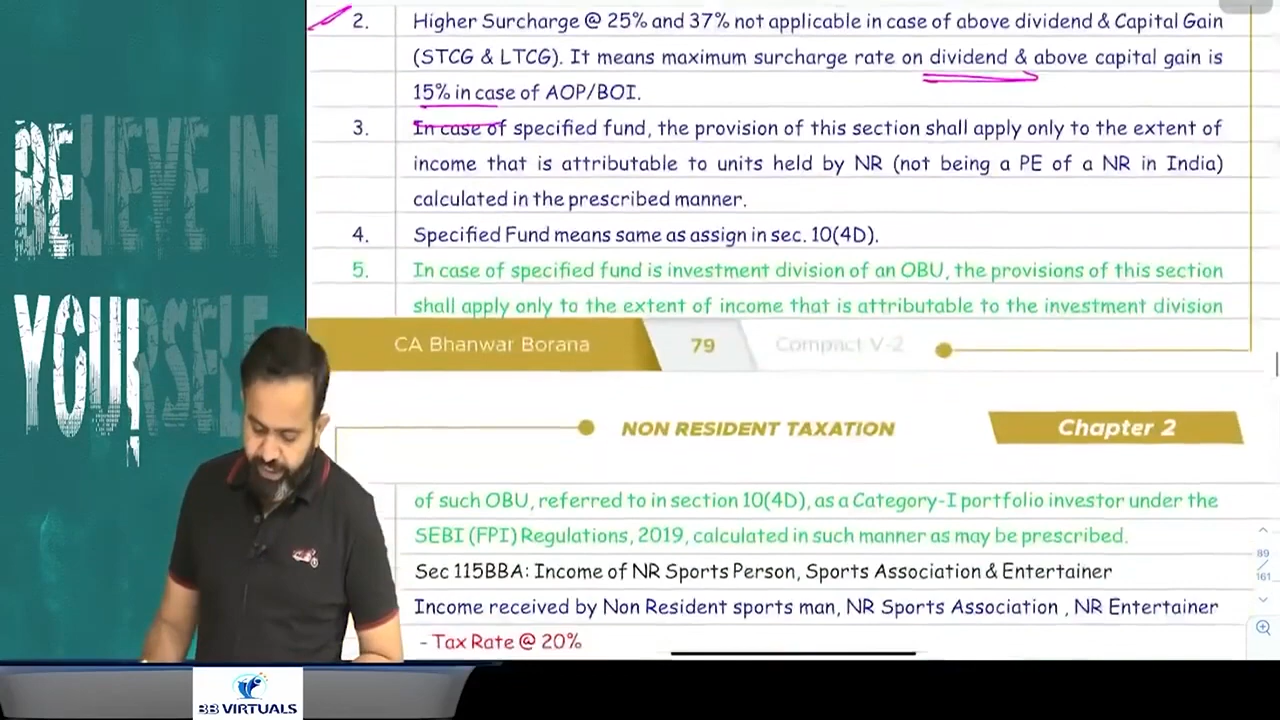 BELIEVE IN
YOURSELF
2. Higher Surcharge @ 25% and 37% not applicable in case of above dividend & Capital Gain
(STCG & LTCG). It means maximum surcharge rate on dividend & above capital gain is
15% in case of AOP/BOI.
3. In case of specified fund, the provision of this section shall apply only to the extent of
income that is attributable to units held by NR (not being a PE of a NR in India)
calculated in the prescribed manner.
4. Specified Fund means same as assign in sec. 10(4D).
5. In case of specified fund is investment division of an OBU, the provisions of this section
shall apply only to the extent of income that is attributable to the investment division
CA Bhanwar Borana 79 Compact V-2
NON RESIDENT TAXATION Chapter 2
of such OBU, referred to in section 10(4D), as a Category-I portfolio investor under the
SEBI (FPI) Regulations, 2019, calculated in such manner as may be prescribed.
Sec 115BBA: Income of NR Sports Person, Sports Association & Entertainer
Income received by Non Resident sports man, NR Sports Association , NR Entertainer
- Tax Rate @ 20%
89
/
161
BB VIRTUALS